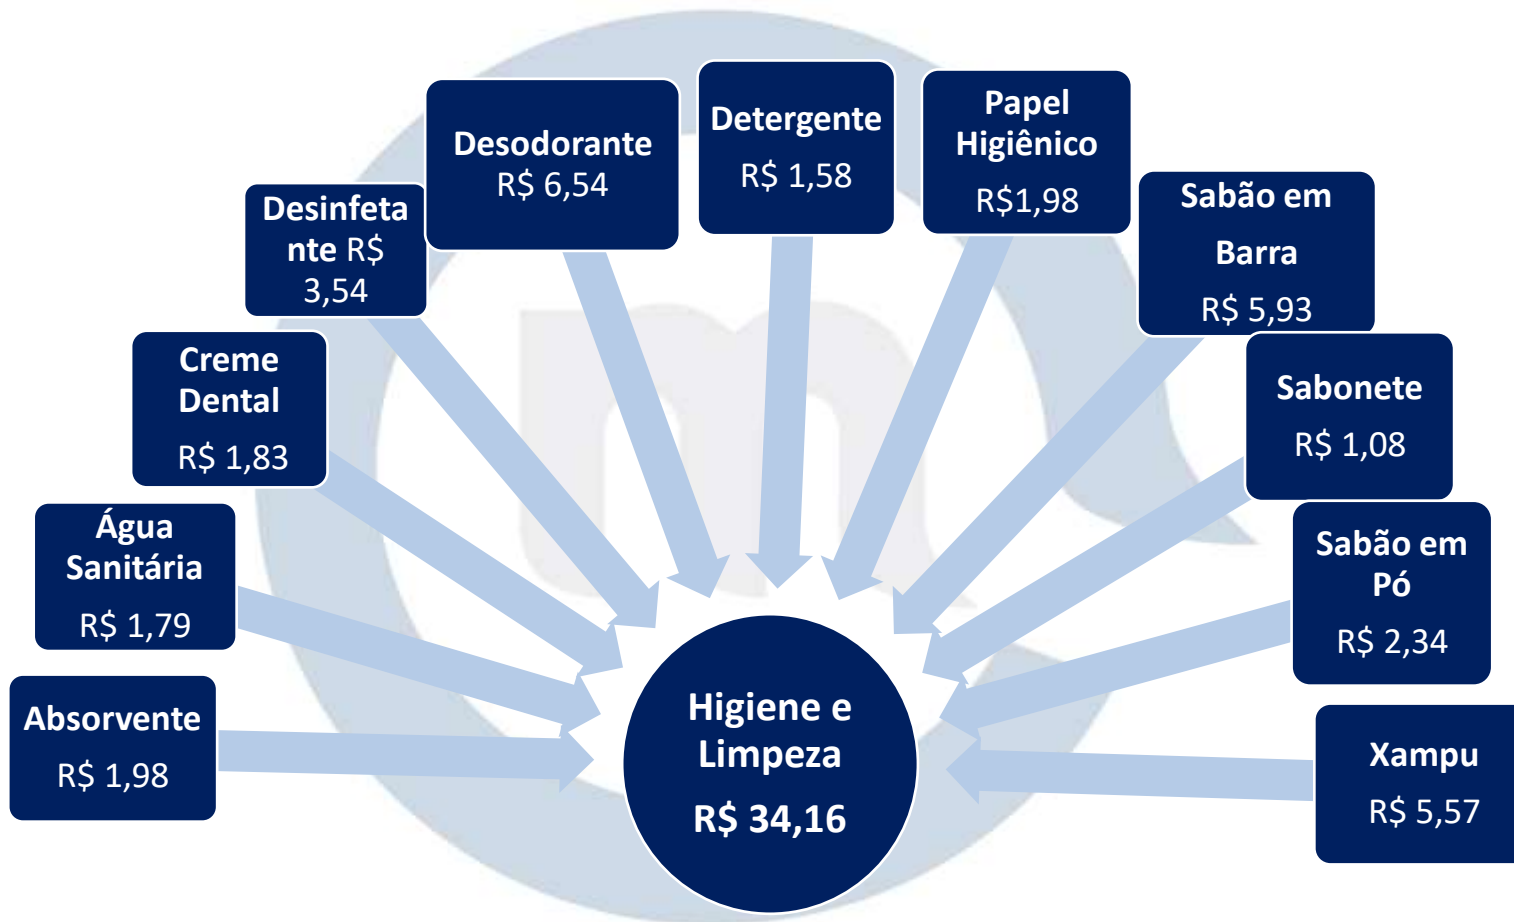 Absorvente
R$ 1,98
Água
Sanitária
R$ 1,79
Creme
Dental
R$ 1,83
Desinfeta
nte R$
3,54
Desodorante
R$ 6,54
Detergente
R$ 1,58
Papel
Higiênico
R$1,98
Sabão em
Barra
R$ 5,93
Sabonete
R$ 1,08
Sabão em
Pó
R$ 2,34
Xampu
R$ 5,57
Higiene e
Limpeza
R$ 34,16